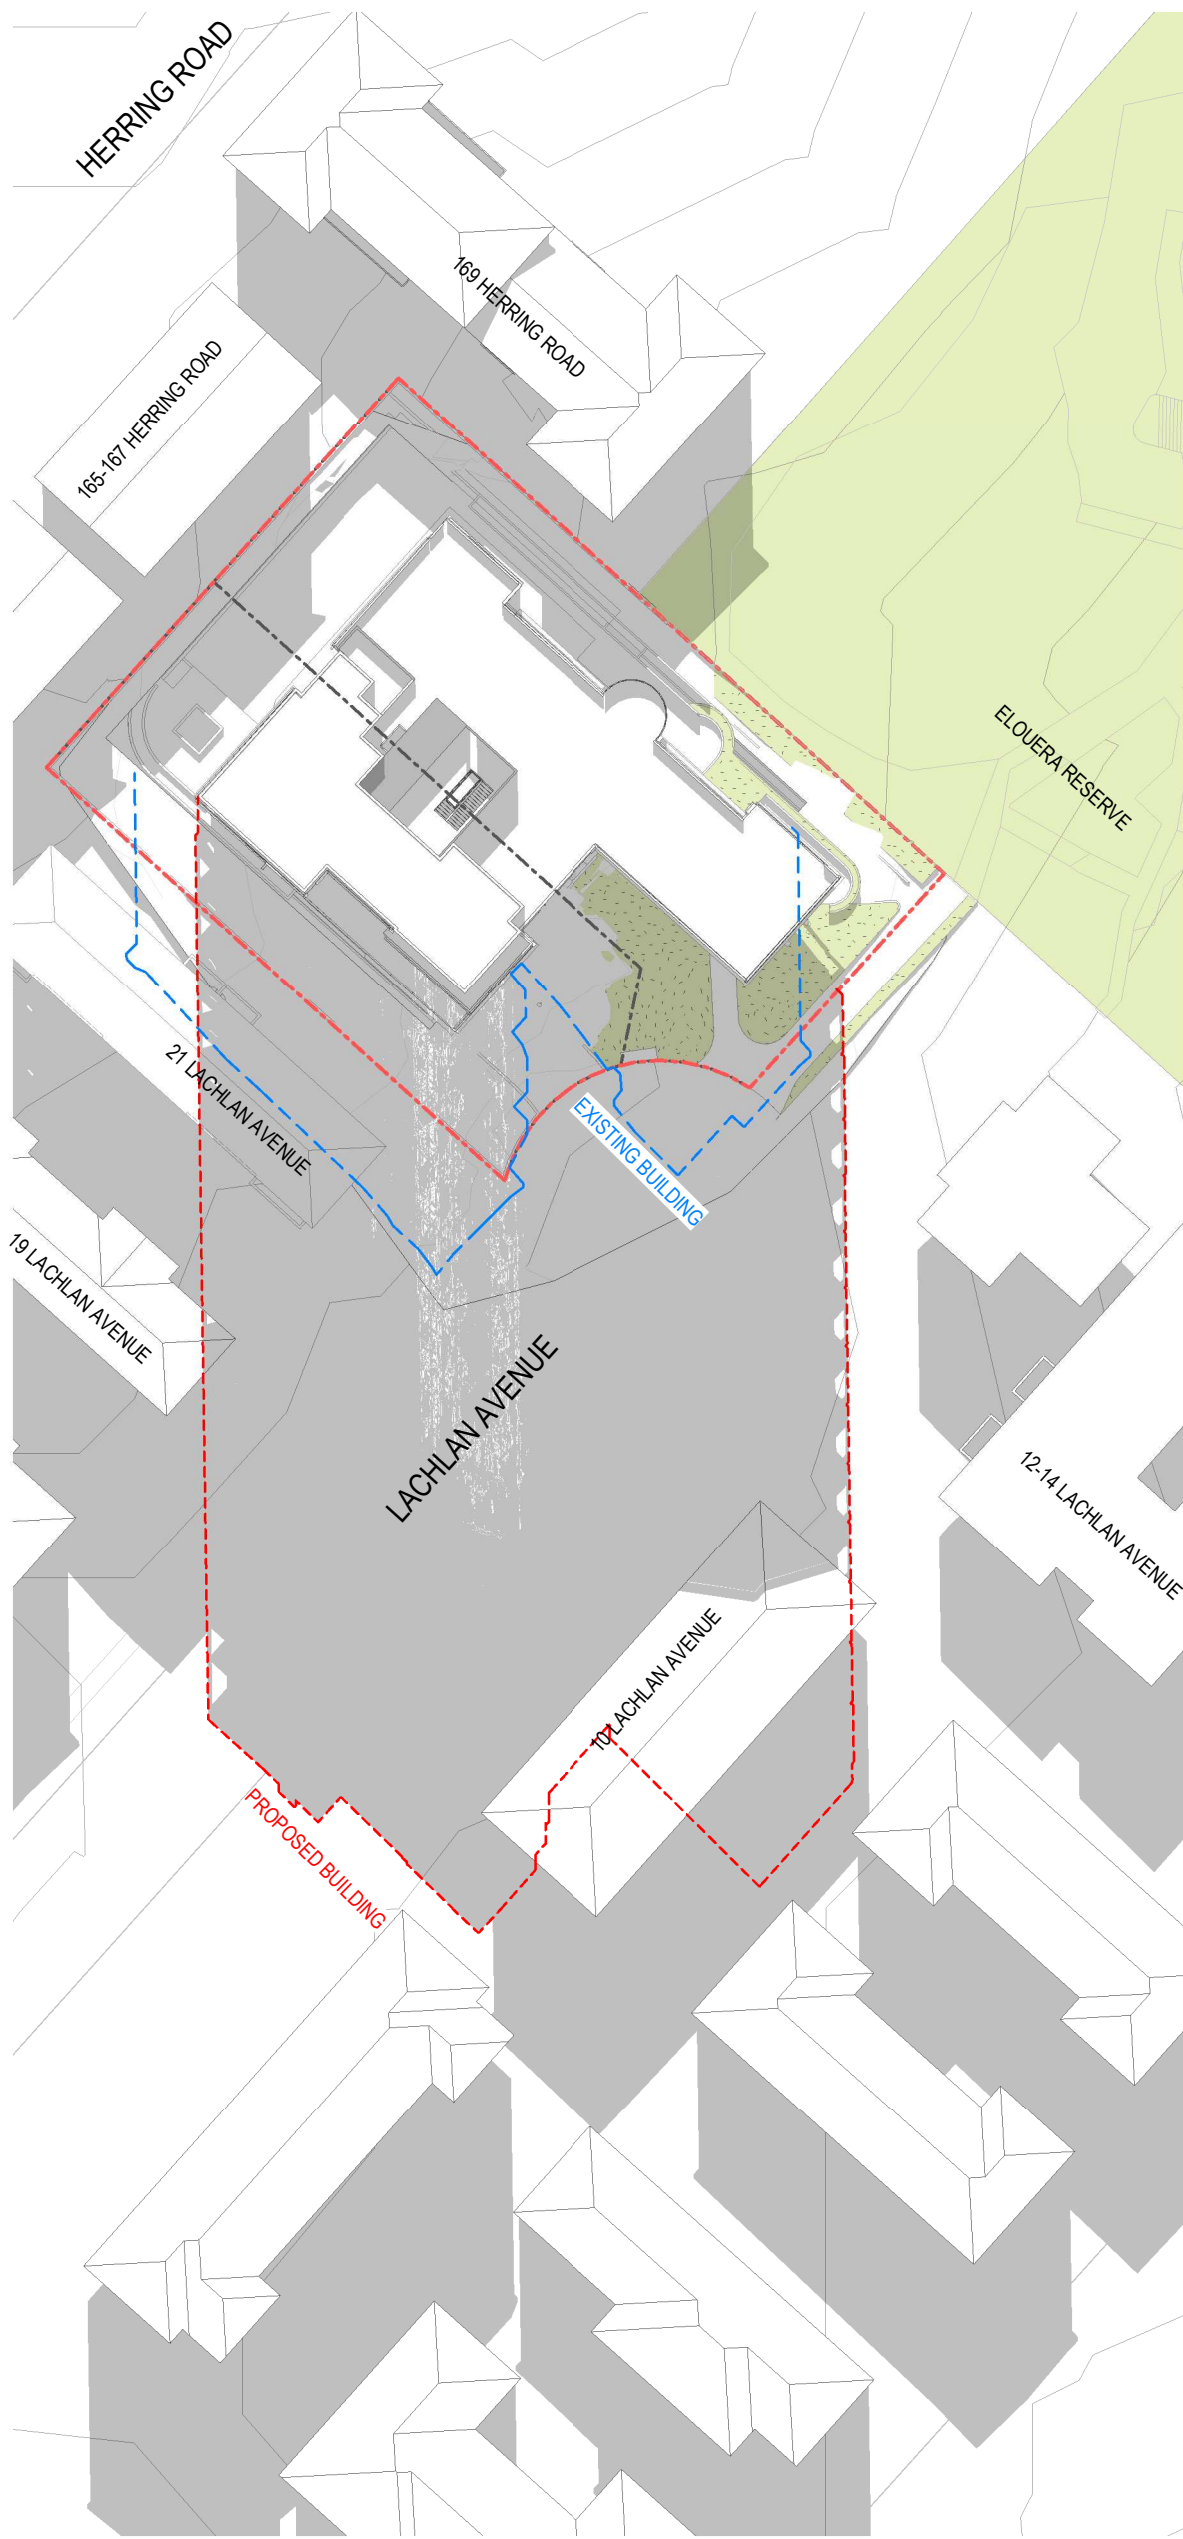 HERRING ROAD
169 HERRING ROAD
165-167 HERRING ROAD
ELOUERA RESERVE
21 LACHLAN AVENUE
EXISTING BUILDING
19 LACHLAN AVENUE
LACHLAN AVENUE
12-14 LACHLAN AVENUE
10 LACHLAN AVENUE
PROPOSED BUILDING